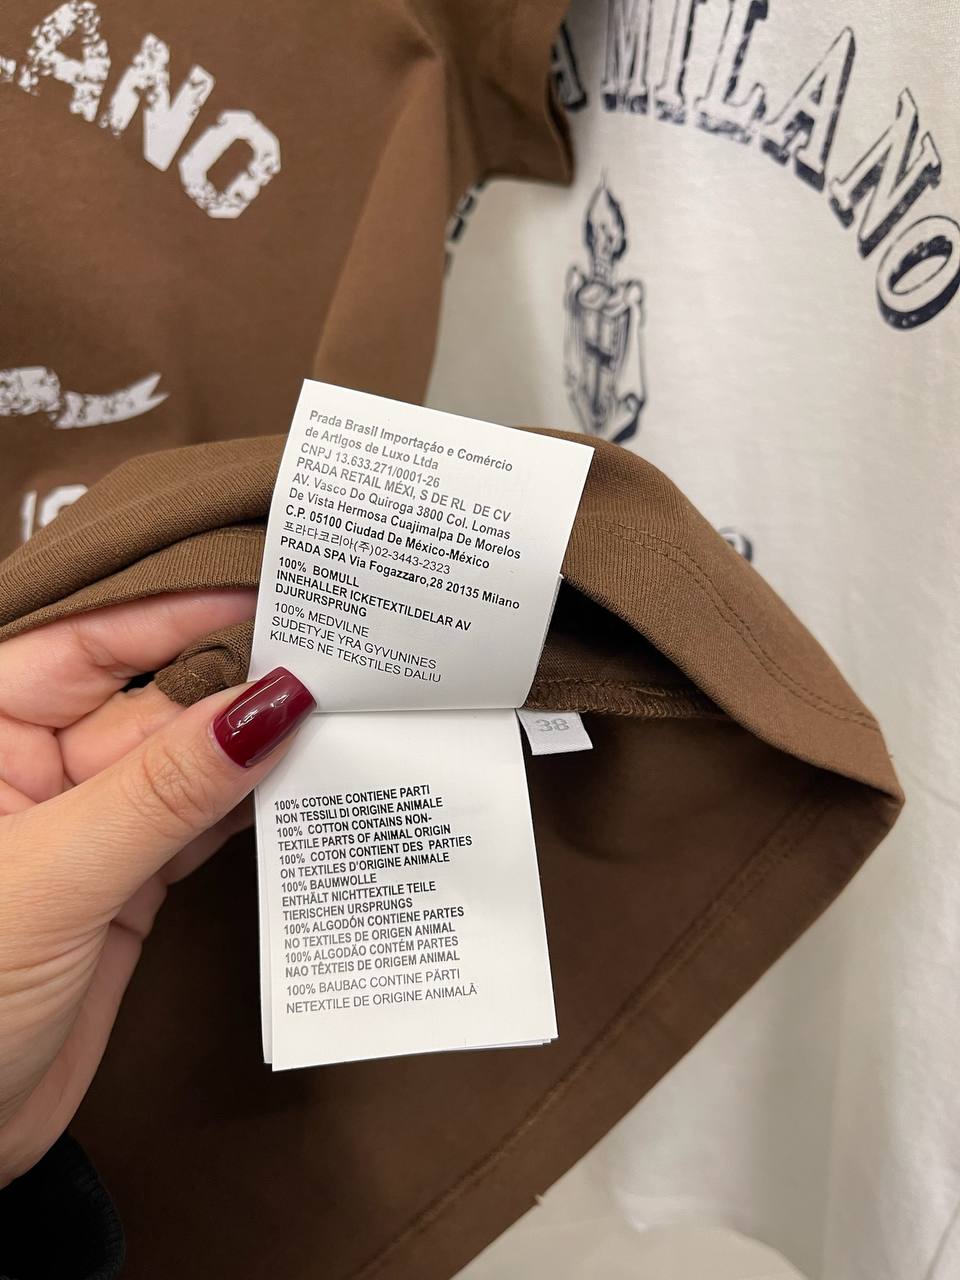 LANO
MILANO
Prada Brasil Importação e Comércio
de Artigos de Luxo Ltda
CNPJ 13.633.271/0001-26
PRADA RETAIL MÉXI, S DE RL DE CV
AV. Vasco Do Quiroga 3800 Col. Lomas
De Vista Hermosa Cuajimalpa De Morelos
C.P. 05100 Ciudad De México-México
프라다코리아(주)02-3443-2323
PRADA SPA Via Fogazzaro,28 20135 Milano
100% BOMULL
INNEHALLER ICKETEXTILDELAR AV
DJURURSPRUNG
100% MEDVILNE
SUDETYJE YRA GYVUNINES
KILMES NE TEKSTILES DALIU
38
100% COTONE CONTIENE PARTI
NON TESSILI DI ORIGINE ANIMALE
100% COTTON CONTAINS NON-
TEXTILE PARTS OF ANIMAL ORIGIN
100% COTON CONTIENT DES PARTIES
ON TEXTILES D'ORIGINE ANIMALE
100% BAUMWOLLE
ENTHÄLT NICHTTEXTILE TEILE
TIERISCHEN URSPRUNGS
100% ALGODÓN CONTIENE PARTES
NO TEXTILES DE ORIGEN ANIMAL
100% ALGODÃO CONTÉM PARTES
NAO TÊXTEIS DE ORIGEM ANIMAL
100% BAUBAC CONTINE PÄRTI
NETEXTILE DE ORIGINE ANIMALĂ